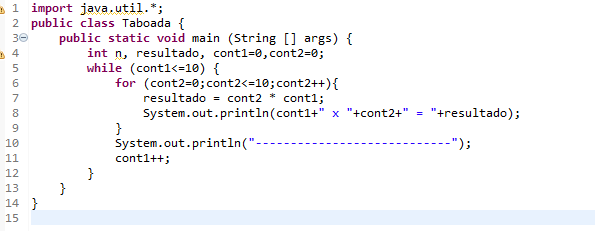 1 import java.util.*;
2 public class Taboada {
3 public static void main (String [] args) {
4 int n, resultado, cont1=0,cont2=0;
5 while (cont1<=10) {
6 for (cont2=0;cont2<=10;cont2++){
7 resultado = cont2 * cont1;
8 System.out.println(cont1+" x "+cont2+" = "+resultado);
9 }
10 System.out.println("----------------------------");
11 cont1++;
12 }
13 }
14 }
15